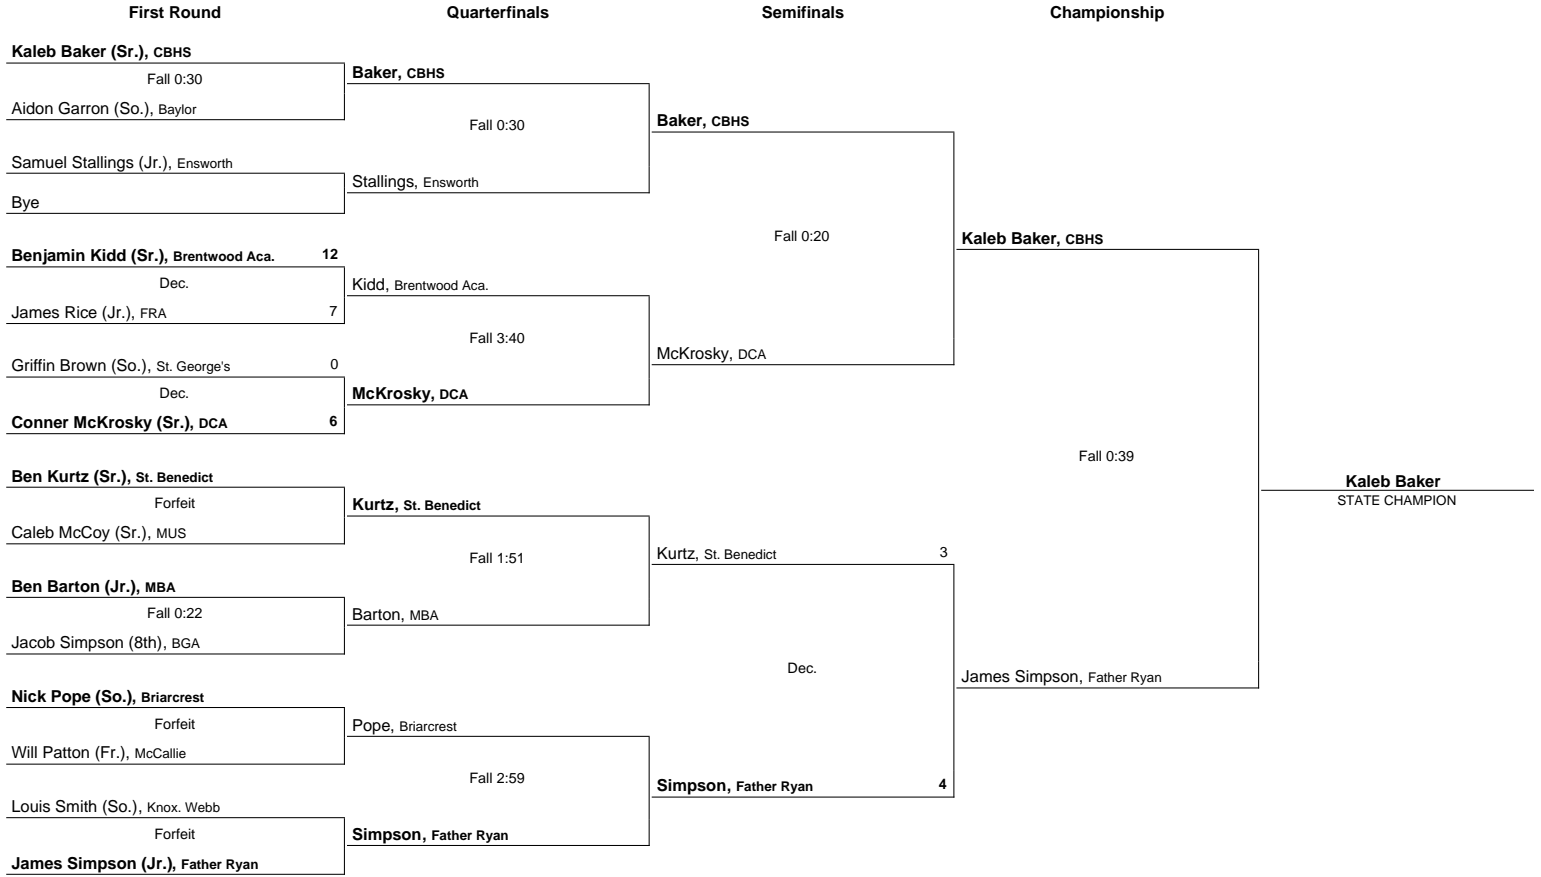 First Round
Quarterfinals
Semifinals
Championship
Kaleb Baker (Sr.), CBHS
Fall 0:30
Aidon Garron (So.), Baylor
Samuel Stallings (Jr.), Ensworth
Bye
Benjamin Kidd (Sr.), Brentwood Aca. 12
Dec.
James Rice (Jr.), FRA 7
Griffin Brown (So.), St. George's 0
Dec.
Conner McKrosky (Sr.), DCA 6
Ben Kurtz (Sr.), St. Benedict
Forfeit
Caleb McCoy (Sr.), MUS
Ben Barton (Jr.), MBA
Fall 0:22
Jacob Simpson (8th), BGA
Nick Pope (So.), Briarcrest
Forfeit
Will Patton (Fr.), McCallie
Louis Smith (So.), Knox. Webb
Forfeit
James Simpson (Jr.), Father Ryan
Baker, CBHS
Fall 0:30
Stallings, Ensworth
Kidd, Brentwood Aca.
Fall 3:40
McKrosky, DCA
Kurtz, St. Benedict
Fall 1:51
Barton, MBA
Pope, Briarcrest
Fall 2:59
Simpson, Father Ryan
Baker, CBHS
Fall 0:20
McKrosky, DCA
Kurtz, St. Benedict 3
Dec.
Simpson, Father Ryan 4
Kaleb Baker, CBHS
Fall 0:39
James Simpson, Father Ryan
Kaleb Baker
STATE CHAMPION